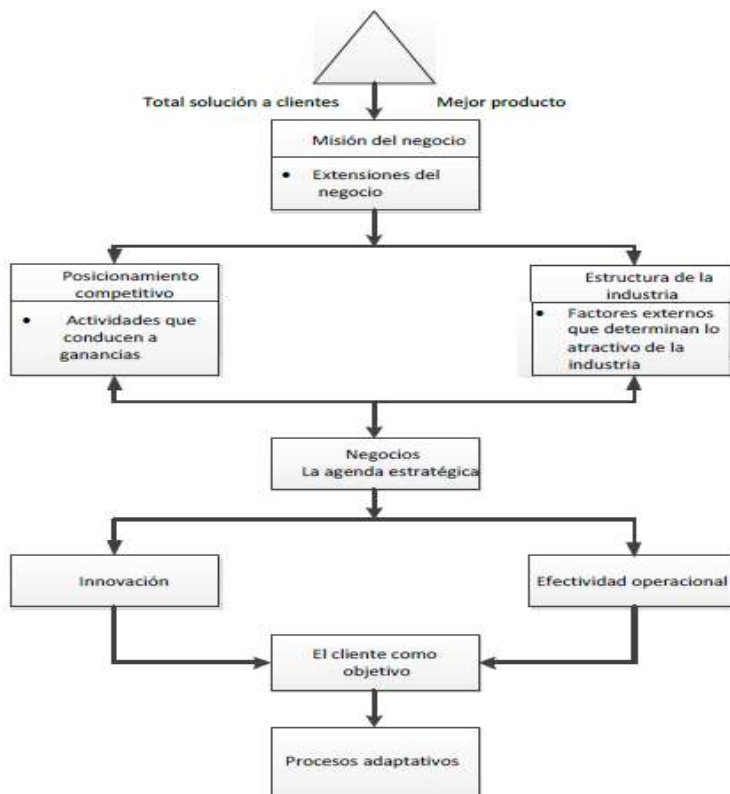 Total solución a clientes
Mejor producto
Misión del negocio
• Extensiones del
negocio
Posicionamiento
competitivo
• Actividades que
conducen a
ganancias
Estructura de la
industria
• Factores externos
que determinan lo
atractivo de la
industria
Negocios
La agenda estratégica
Innovación
Efectividad operacional
El cliente como
objetivo
Procesos adaptativos